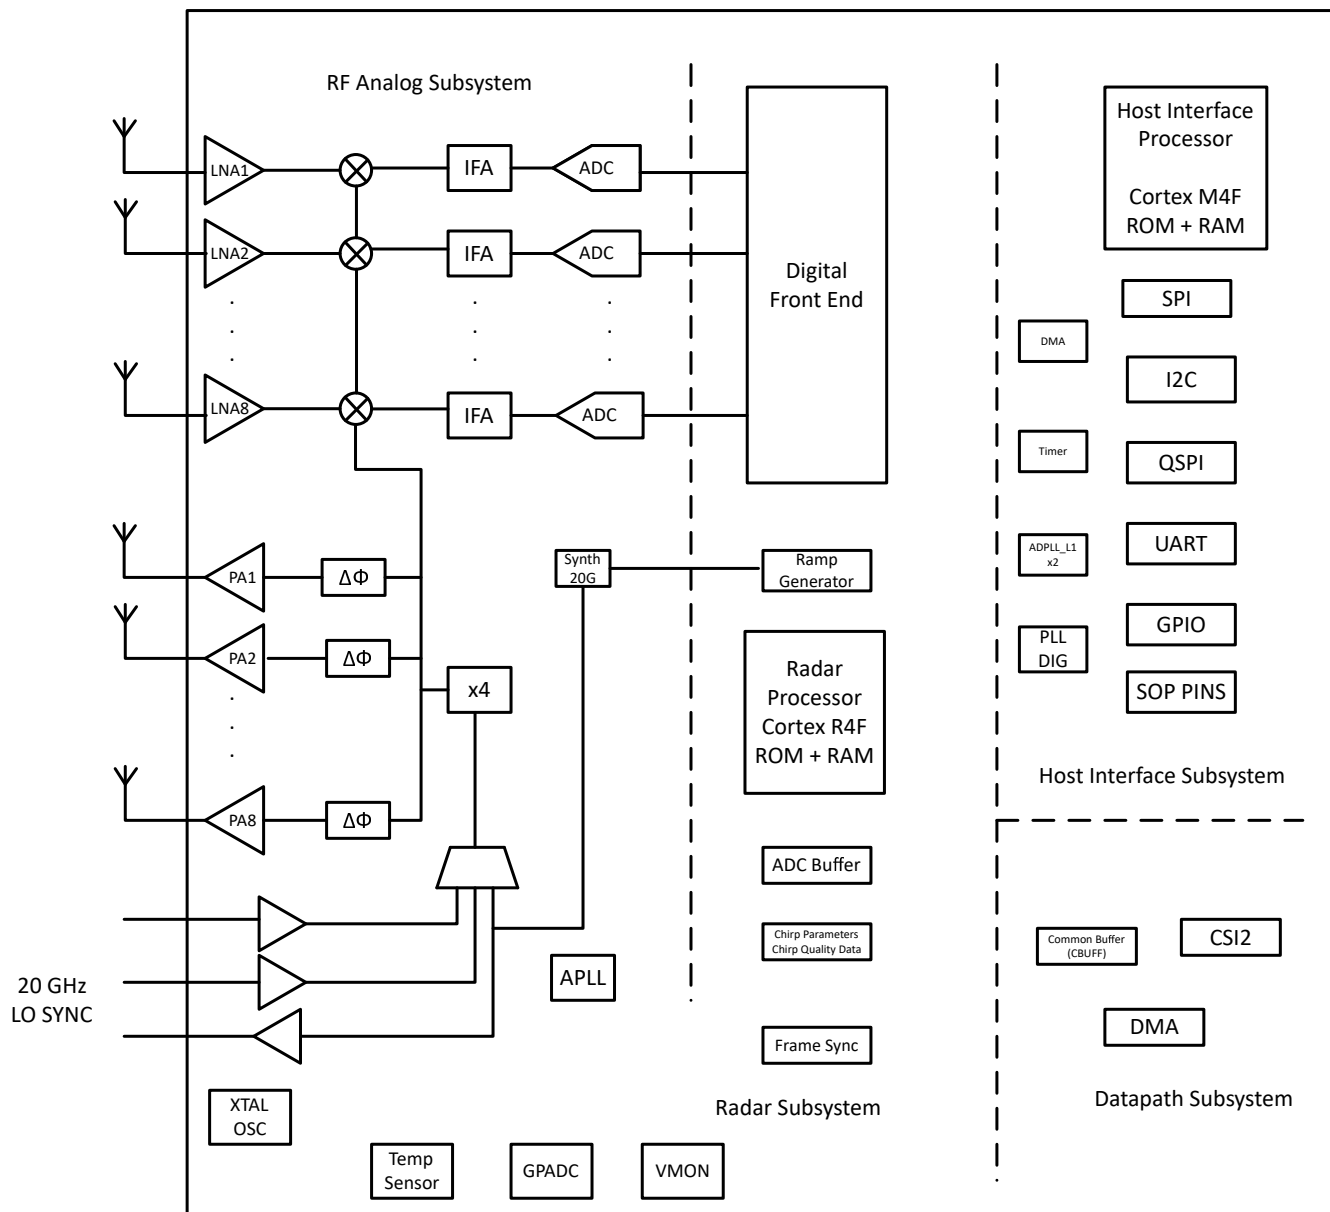 RF Analog Subsystem
LNA1
IFA
ADC
LNA2
IFA
ADC
.
.
.
.
.
.
.
.
.
LNA8
IFA
ADC
Digital
Front End
PA1
ΔΦ
PA2
ΔΦ
.
.
.
PA8
ΔΦ
x4
Synth
20G
20 GHz
LO SYNC
APLL
XTAL
OSC
Temp
Sensor
GPADC
VMON
Ramp
Generator
Radar
Processor
Cortex R4F
ROM + RAM
ADC Buffer
Chirp Parameters
Chirp Quality Data
Frame Sync
Radar Subsystem
Host Interface
Processor
Cortex M4F
ROM + RAM
SPI
DMA
I2C
Timer
QSPI
ADPLL_L1
x2
UART
PLL
DIG
GPIO
SOP PINS
Host Interface Subsystem
Common Buffer
(CBUFF)
CSI2
DMA
Datapath Subsystem